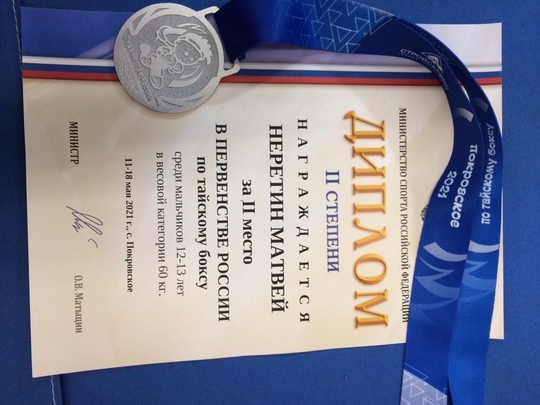 МИНИСТЕРСТВО СПОРТА РОССИЙСКОЙ ФЕДЕРАЦИИ
ДИПЛОМ
II СТЕПЕНИ
НАГРАЖДАЕТСЯ
НЕРЕТИН МАТВЕЙ
за II место
В ПЕРВЕНСТВЕ РОССИИ
по тайскому боксу
среди мальчиков 12-13 лет
в весовой категории 60 кг.
11-18 мая 2021 г., с. Покровское
МИНИСТР
О.В. Матыцин
по тайскому боксу
Покровское
2021